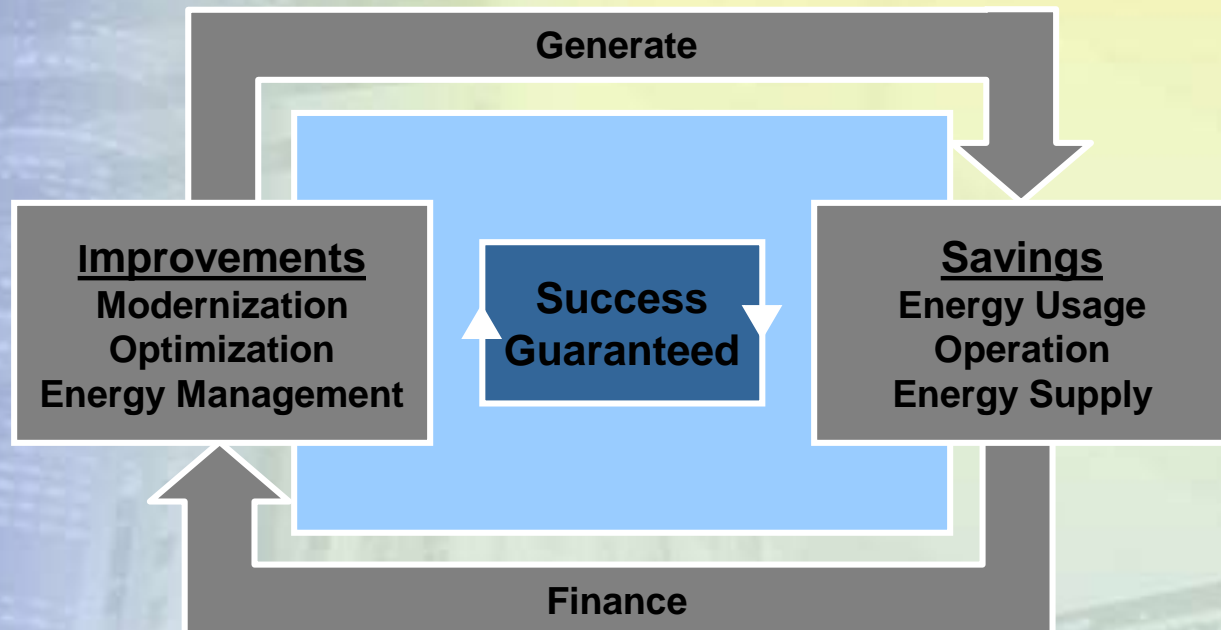 Generate
Improvements
Modernization
Optimization
Energy Management
Success
Guaranteed
Savings
Energy Usage
Operation
Energy Supply
Finance